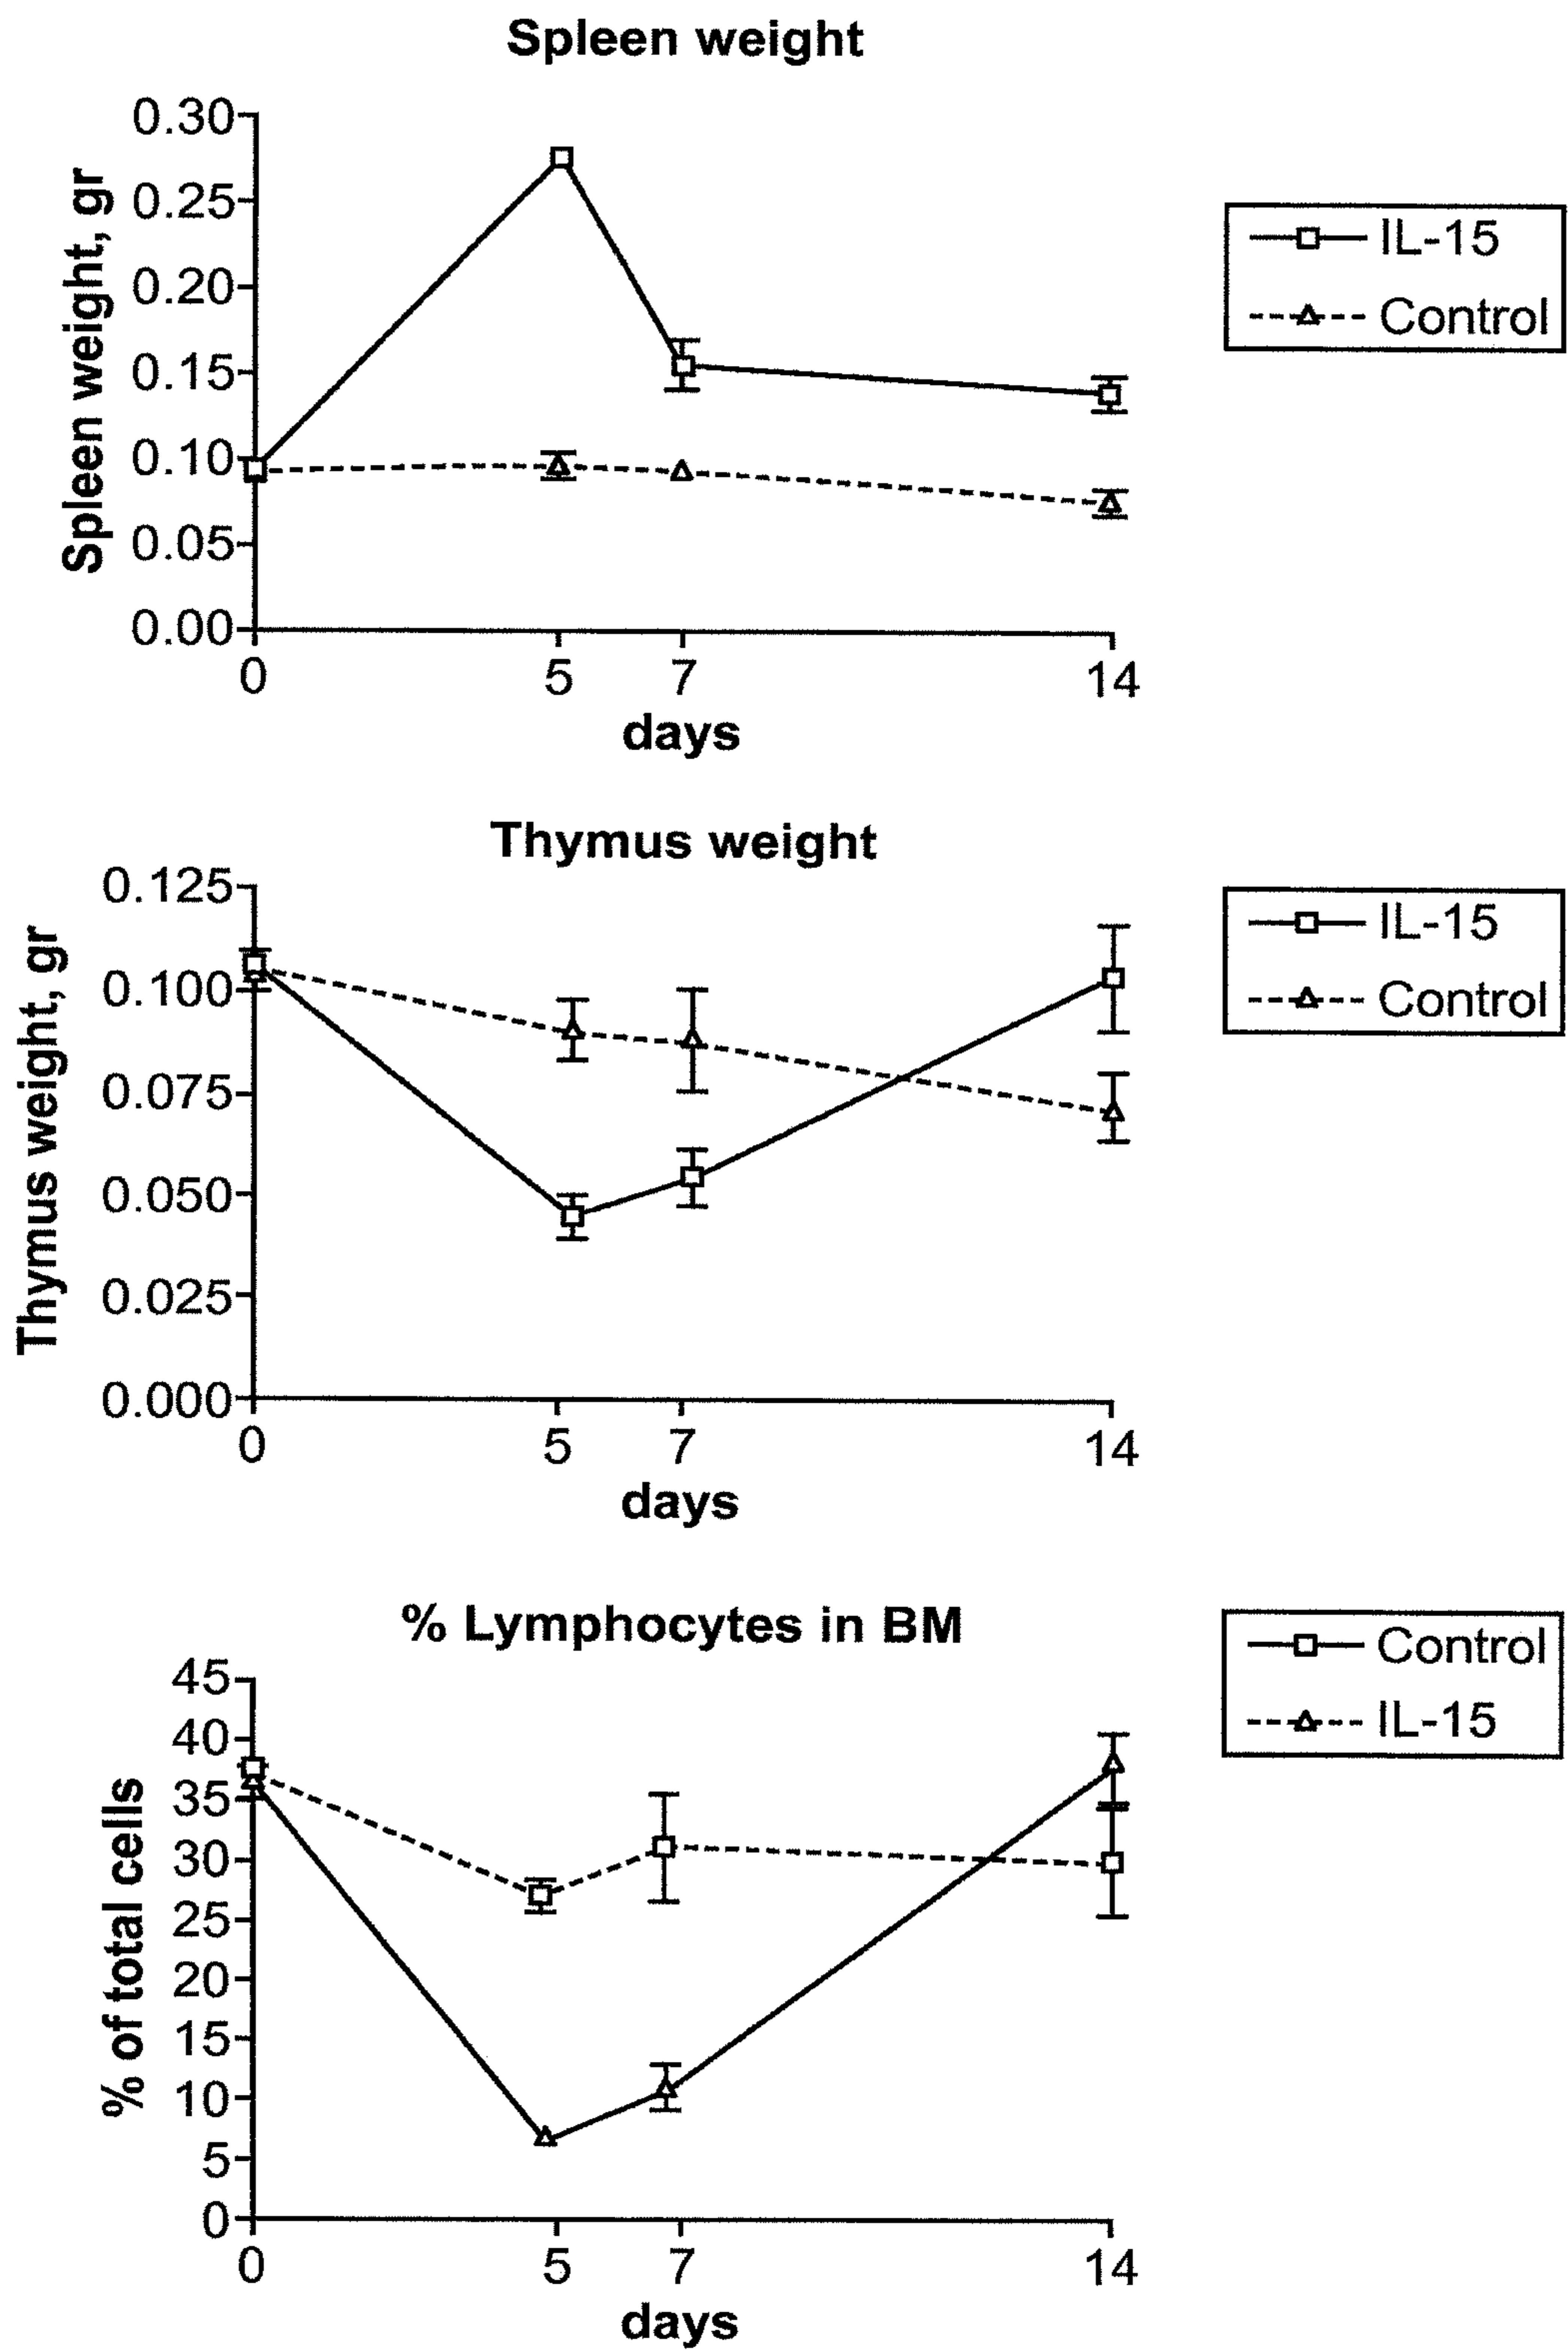 Spleen weight
Spleen weight, gr
0.30
0.25
0.20
0.15
0.10
0.05
0.00
0 5 7 14
days
IL-15
Control
Thymus weight
Thymus weight, gr
0.125
0.100
0.075
0.050
0.025
0.000
0 5 7 14
days
IL-15
Control
% Lymphocytes in BM
% of total cells
45
40
35
30
25
20
15
10
5
0
0 5 7 14
days
Control
IL-15